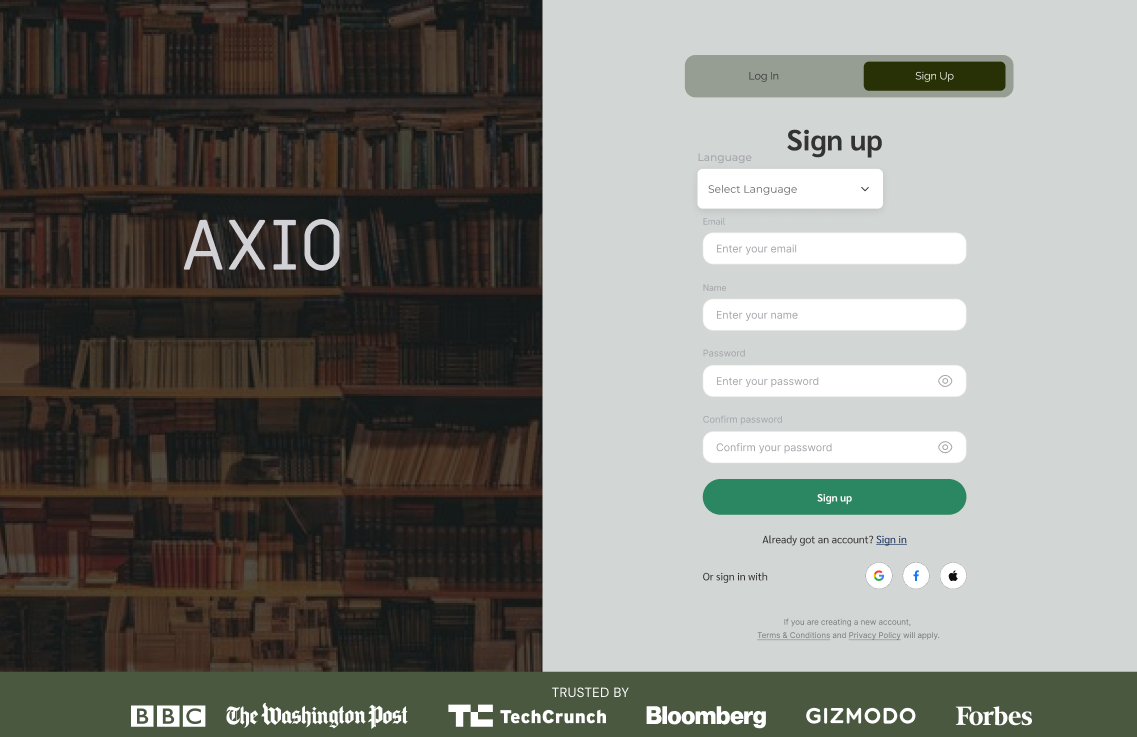 AXIO
Log In
Sign Up
Sign up
Language
Select Language
Email
Enter your email
Name
Enter your name
Password
Enter your password
Confirm password
Confirm your password
Sign up
Already got an account? Sign in
Or sign in with
If you are creating a new account,
Terms & Conditions and Privacy Policy will apply.
TRUSTED BY
BBC
The Washington Post
TC TechCrunch
Bloomberg
GIZMODO
Forbes